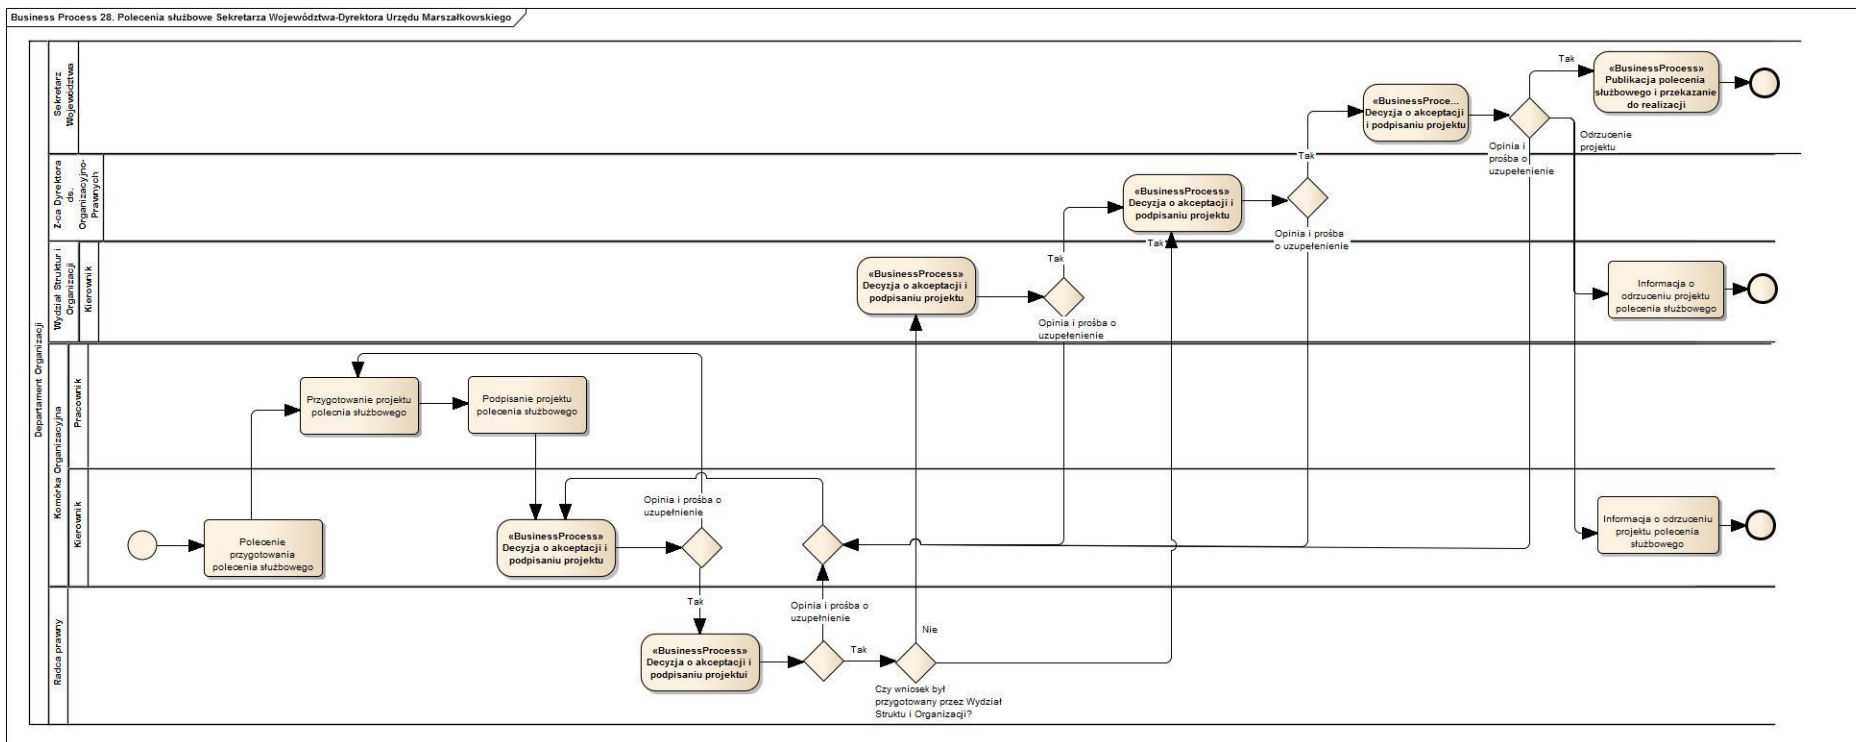 Business Process 28. Polecenia służbowe Sekretarza Województwa-Dyrektora Urzędu Marszałkowskiego
Departament Organizacji
Sekretarz
Województwa
«BusinessProce...
Decyzja o akceptacji
i podpisaniu projektu
Opinia i
prośba o
uzupełenienie
Tak
«BusinessProcess»
Publikacja polecenia
służbowego i przekazanie
do realizacji
Odrzucenie
projektu
Z-ca Dyrektora
ds.
Organizacyjno-
Prawnych
«BusinessProcess»
Decyzja o akceptacji i
podpisaniu projektu
Tak
Tak
Opinia i prośba
o uzupełenienie
Wydział Struktur i
Organizacji
Kierownik
«BusinessProcess»
Decyzja o akceptacji i
podpisaniu projektu
Tak
Opinia i prośba o
uzupełenienie
Informacja o
odrzuceniu projektu
polecenia służbowego
Komórka Organizacyjna
Pracownik
Przygotowanie projektu
polecnia służbowego
Podpisanie projektu
polecenia służbowego
Kierownik
Polecenie
przygotowania
polecenia służbowego
«BusinessProcess»
Decyzja o akceptacji i
podpisaniu projektu
Opinia i prośba o
uzupełnienie
Informacja o odrzuceniu
projektu polecenia
służbowego
Radca prawny
Tak
«BusinessProcess»
Decyzja o akceptacji i
podpisaniu projektui
Opinia i prośba o
uzupełnienie
Tak
Nie
Czy wniosek był
przygotowany przez Wydział
Struktu i Organizacji?